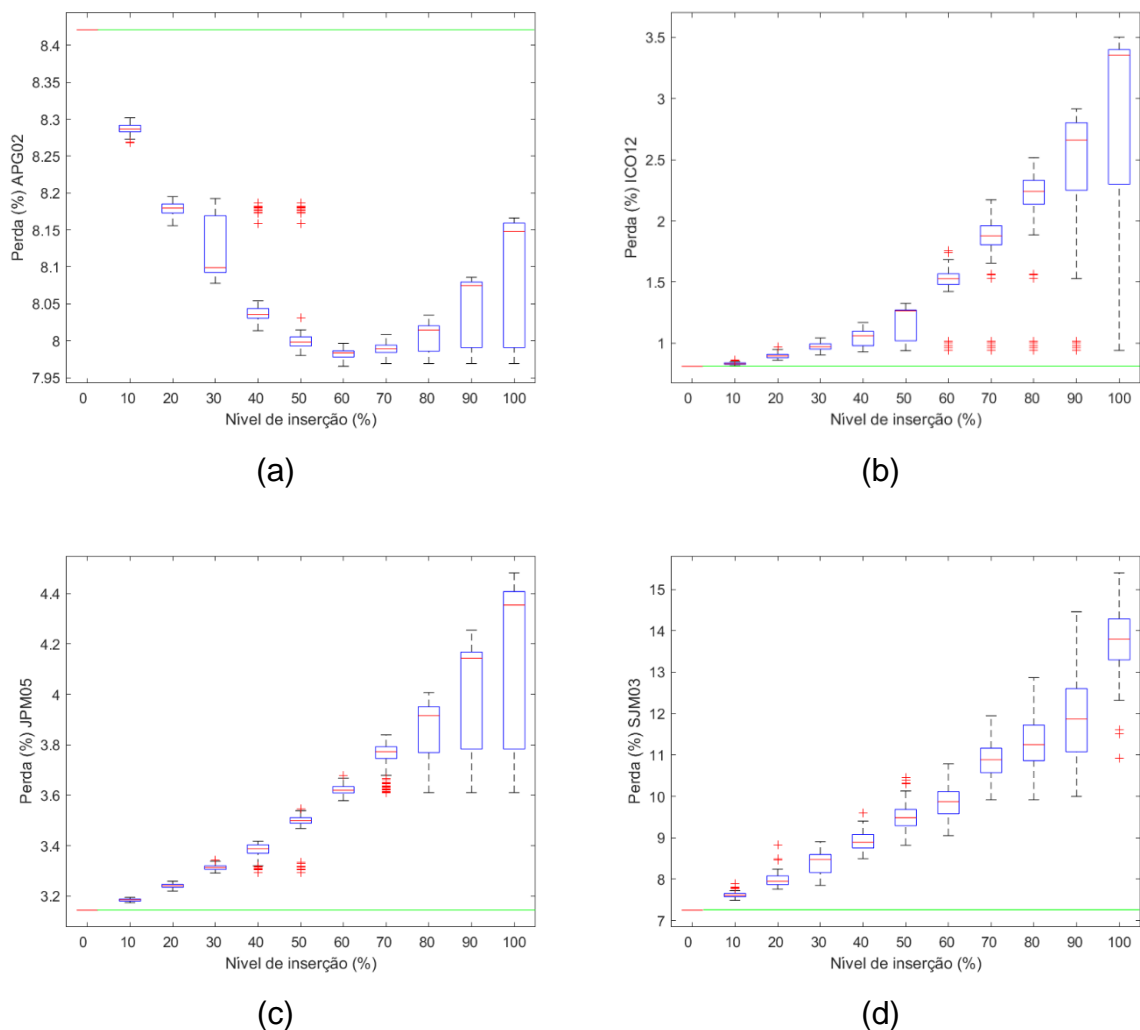 8.4
8.35
8.3
8.25
8.2
8.15
8.1
8.05
8
7.95
Perda (%) APG02
0 10 20 30 40 50 60 70 80 90 100
Nível de inserção (%)
(a)
3.5
3
2.5
2
1.5
1
Perda (%) ICO12
0 10 20 30 40 50 60 70 80 90 100
Nível de inserção (%)
(b)
4.4
4.2
4
3.8
3.6
3.4
3.2
Perda (%) JPM05
0 10 20 30 40 50 60 70 80 90 100
Nível de inserção (%)
(c)
15
14
13
12
11
10
9
8
7
Perda (%) SJM03
0 10 20 30 40 50 60 70 80 90 100
Nível de inserção (%)
(d)